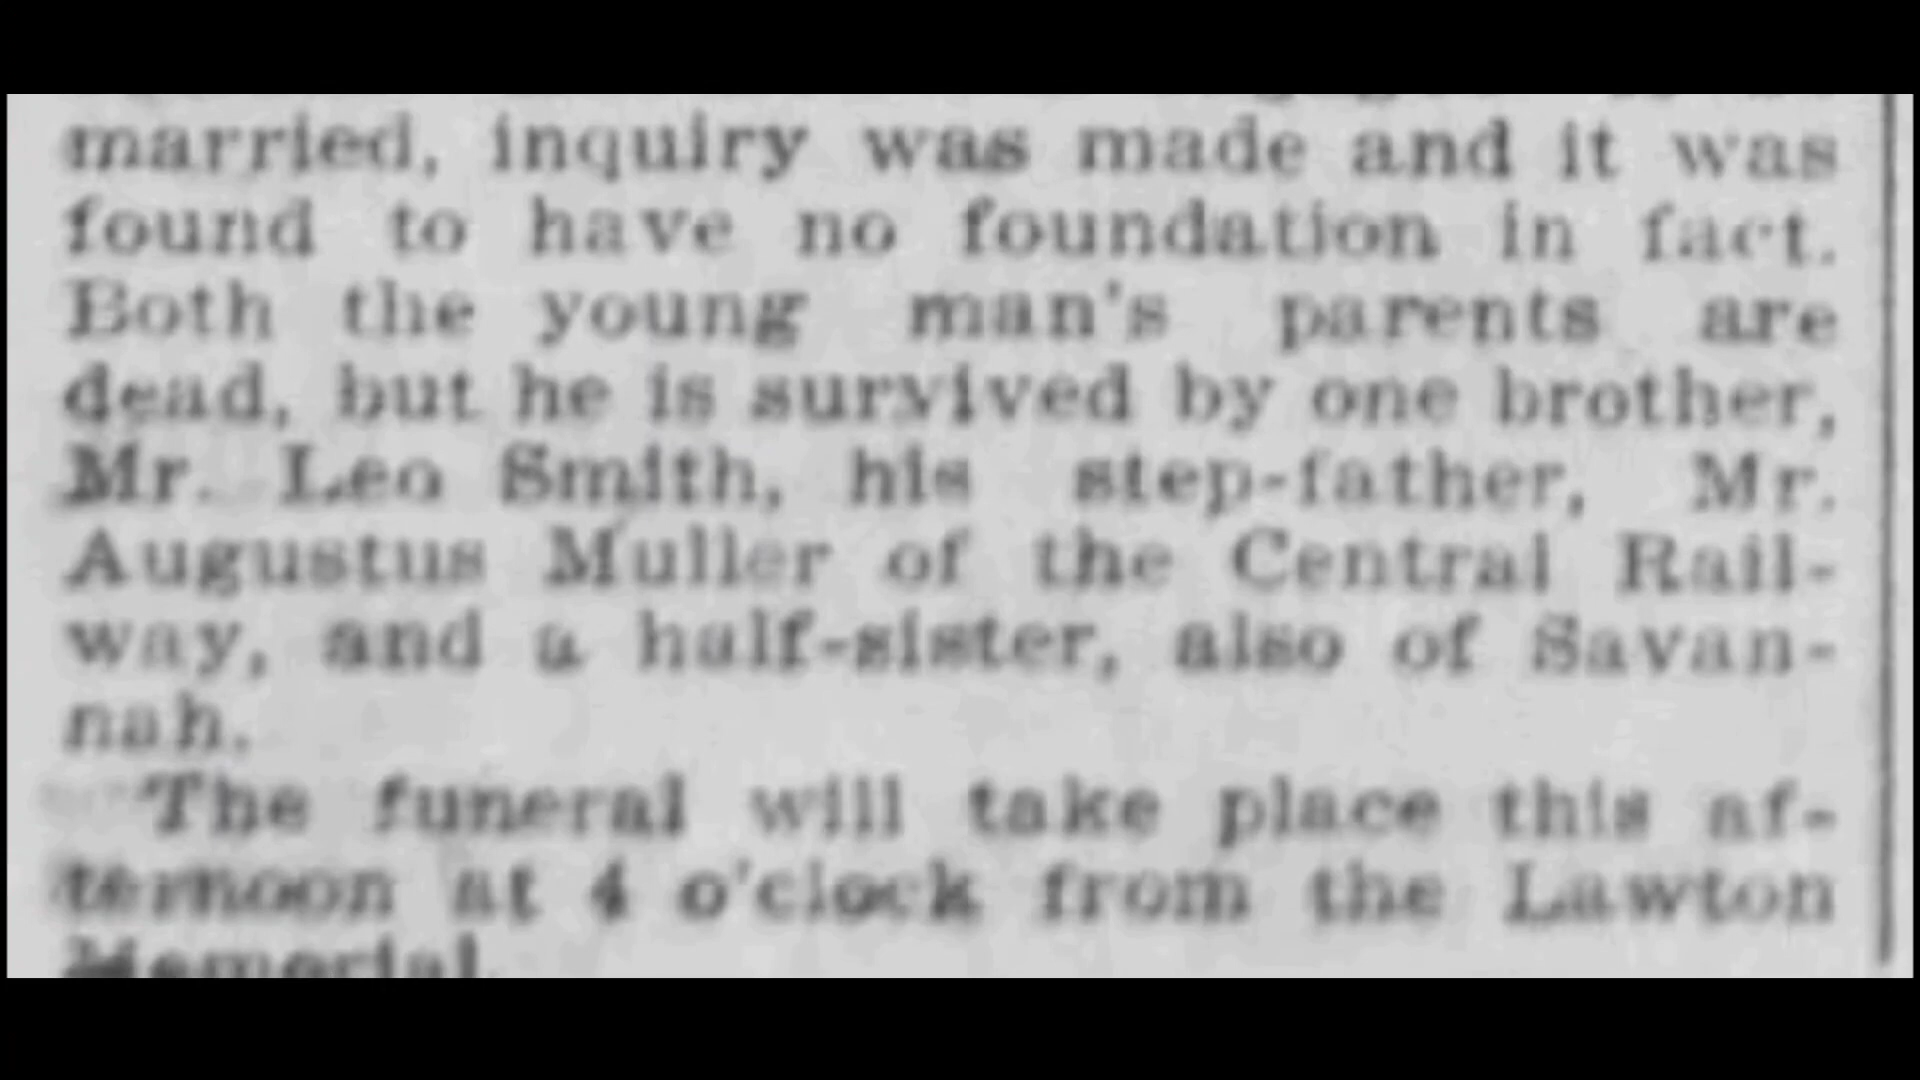 married, inquiry was made and it was
found to have no foundation in fact.
Both the young man's parents are
dead, but he is survived by one brother,
Mr. Leo Smith, his step-father, Mr.
Augustus Muller of the Central Rail-
way, and a half-sister, also of Savan-
nah.
The funeral will take place this af-
ternoon at 4 o'clock from the Lawton
Memorial.